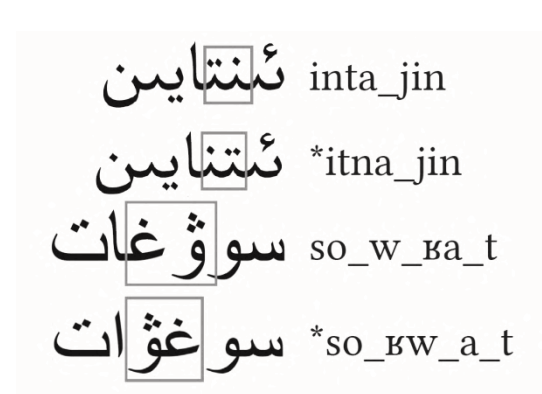 ئىنتايىن inta_jin
ئىتنايىن *itna_jin
سوۋغات so_w_ʁa_t
سوغۋات *so_ʁw_a_t